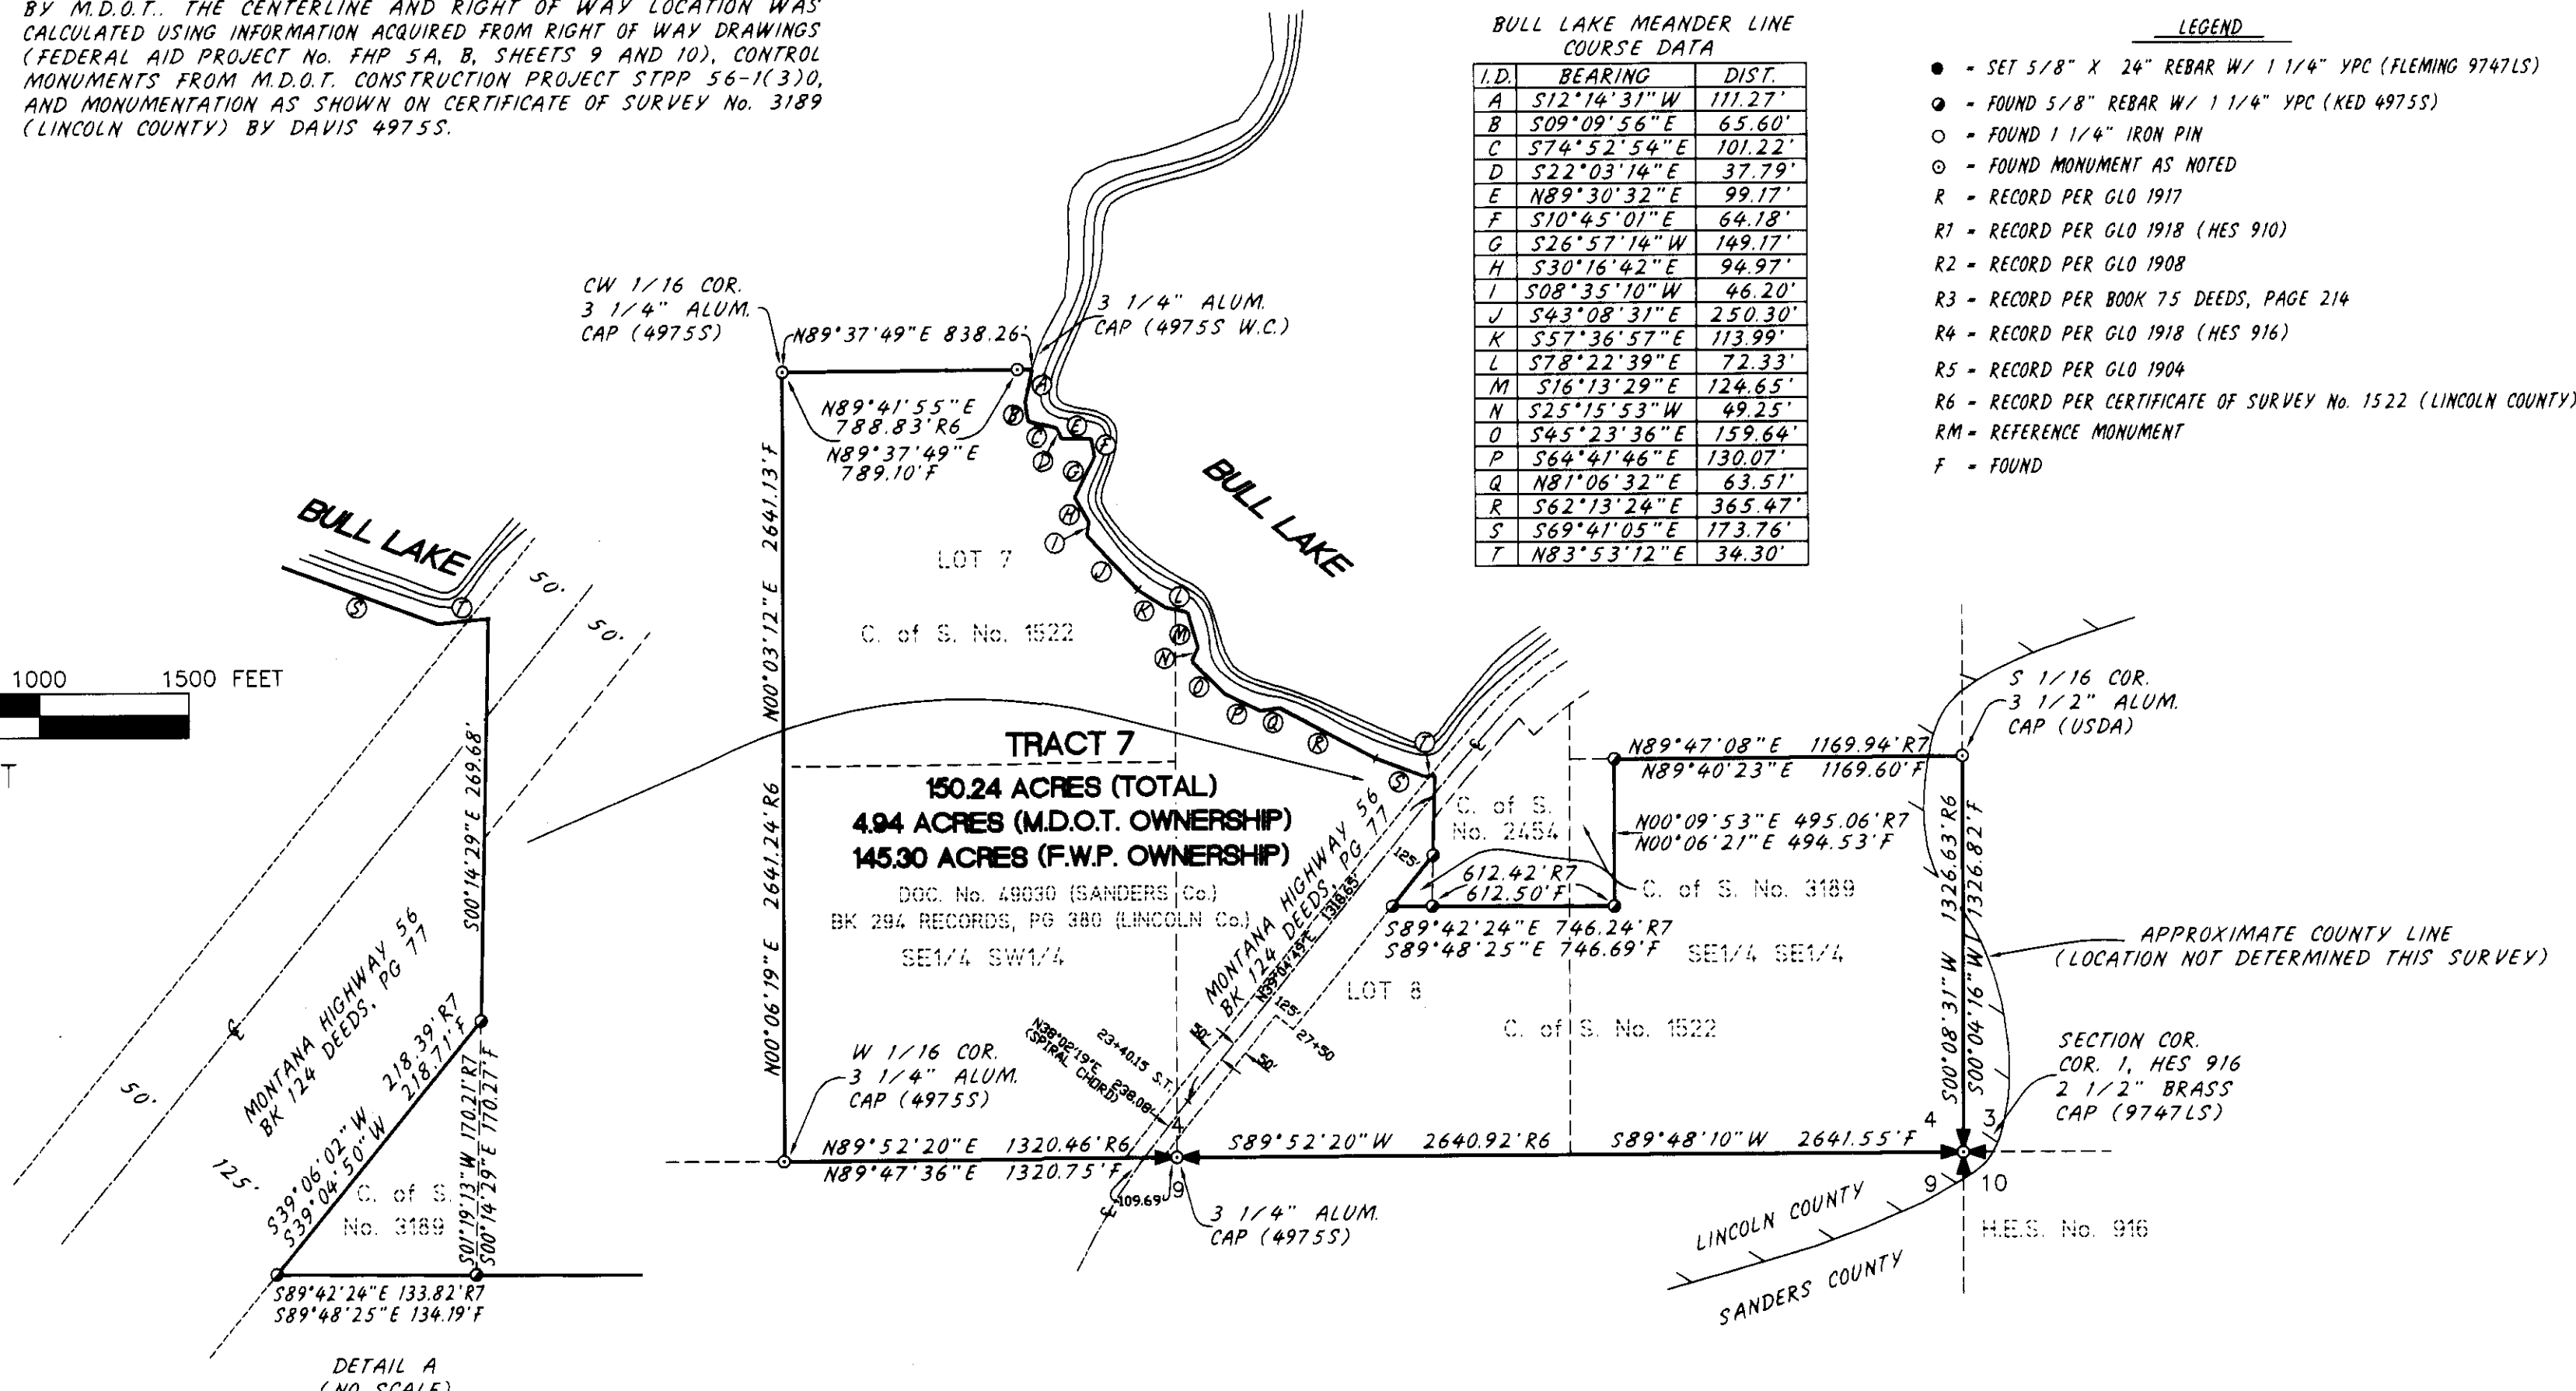 BY M.D.O.T.. THE CENTERLINE AND RIGHT OF WAY LOCATION WAS
CALCULATED USING INFORMATION ACQUIRED FROM RIGHT OF WAY DRAWINGS
(FEDERAL AID PROJECT No. FHP 5A, B, SHEETS 9 AND 10), CONTROL
MONUMENTS FROM M.D.O.T. CONSTRUCTION PROJECT STPP 56-1(3)0,
AND MONUMENTATION AS SHOWN ON CERTIFICATE OF SURVEY No. 3189
(LINCOLN COUNTY) BY DAVIS 4975S.
BULL LAKE MEANDER LINE
COURSE DATA
I.D. BEARING DIST.
A S12°14'31"W 111.27'
B S09°09'56"E 65.60'
C S74°52'54"E 101.22'
D S22°03'14"E 37.79'
E N89°30'32"E 99.17'
F S10°45'01"E 64.18'
G S26°57'14"W 149.17'
H S30°16'42"E 94.97'
I S08°35'10"W 46.20'
J S43°08'31"E 250.30'
K S57°36'57"E 113.99'
L S78°22'39"E 72.33'
M S16°13'29"E 124.65'
N S25°15'53"W 49.25'
O S45°23'36"E 159.64'
P S64°41'46"E 130.07'
Q N81°06'32"E 63.51'
R S62°13'24"E 365.47'
S S69°41'05"E 173.76'
T N83°53'12"E 34.30'
LEGEND
● = SET 5/8" X 24" REBAR W/ 1 1/4" YPC (FLEMING 9747LS)
= FOUND 5/8" REBAR W/ 1 1/4" YPC (KED 4975S)
○ = FOUND 1 1/4" IRON PIN
⊙ = FOUND MONUMENT AS NOTED
R = RECORD PER GLO 1917
R1 = RECORD PER GLO 1918 (HES 910)
R2 = RECORD PER GLO 1908
R3 = RECORD PER BOOK 75 DEEDS, PAGE 214
R4 = RECORD PER GLO 1918 (HES 916)
R5 = RECORD PER GLO 1904
R6 = RECORD PER CERTIFICATE OF SURVEY No. 1522 (LINCOLN COUNTY)
RM = REFERENCE MONUMENT
F = FOUND
CW 1/16 COR.
3 1/4" ALUM.
CAP (4975S)
N89°37'49"E 838.26'
3 1/4" ALUM.
CAP (4975S W.C.)
N89°41'55"E
788.83'R6
N89°37'49"E
789.10'F
A
B
C
D
E
F
G
H
I
J
K
L
M
N
O
P
Q
R
S
T
BULL LAKE
LOT 7
C. of S. No. 1522
N00°03'12"E 2641.13'F
N00°06'19"E 2641.24'R6
TRACT 7
150.24 ACRES (TOTAL)
4.94 ACRES (M.D.O.T. OWNERSHIP)
145.30 ACRES (F.W.P. OWNERSHIP)
DOC. No. 49030 (SANDERS Co.)
BK 294 RECORDS, PG 380 (LINCOLN Co.)
SE1/4 SW1/4
W 1/16 COR.
3 1/4" ALUM.
CAP (4975S)
N89°52'20"E 1320.46'R6
N89°47'36"E 1320.75'F
N38°02'19"E 238.08'
(SPIRAL CHORD)
23+40.15 S.T.
MONTANA HIGHWAY 56
BK 124 DEEDS, PG 77
N39°04'49"E 1318.65'
125'
125'
50'
50'
27+50
109.69'
4
9
3 1/4" ALUM.
CAP (4975S)
C. of S.
No. 2454
612.42'R7
612.50'F
S89°42'24"E 746.24'R7
S89°48'25"E 746.69'F
LOT 8
C. of S. No. 1522
SE1/4 SE1/4
N89°47'08"E 1169.94'R7
N89°40'23"E 1169.60'F
N00°09'53"E 495.06'R7
N00°06'21"E 494.53'F
C. of S. No. 3189
S 1/16 COR.
3 1/2" ALUM.
CAP (USDA)
S00°08'31"W 1326.63'R6
S00°04'16"W 1326.82'F
APPROXIMATE COUNTY LINE
(LOCATION NOT DETERMINED THIS SURVEY)
SECTION COR.
COR. 1, HES 916
2 1/2" BRASS
CAP (9747LS)
S89°52'20"W 2640.92'R6
S89°48'10"W 2641.55'F
4 3
9 10
LINCOLN COUNTY
SANDERS COUNTY
H.E.S. No. 916
1000 1500 FEET
T
BULL LAKE
S
T
50'
50'
S00°14'29"E 269.68'
MONTANA HIGHWAY 56
BK 124 DEEDS, PG 77
50'
125'
S39°06'02"W 218.39'R7
S39°04'50"W 218.71'F
S01°19'13"W 170.21'R7
S00°14'29"E 170.27'F
C. of S.
No. 3189
S89°42'24"E 133.82'R7
S89°48'25"E 134.19'F
DETAIL A
(NO SCALE)